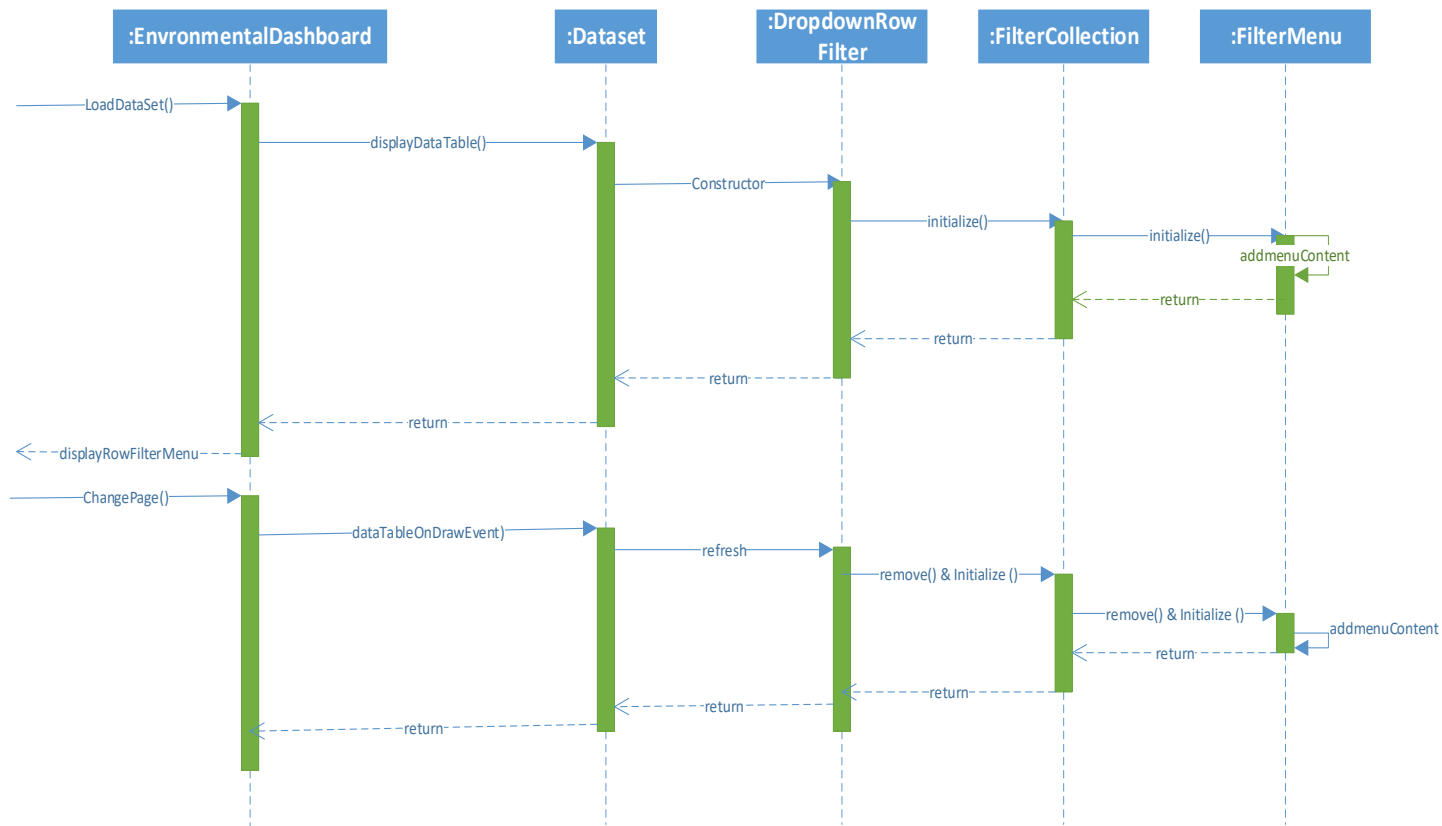 :EnvronmentalDashboard
:Dataset
:DropdownRow
Filter
:FilterCollection
:FilterMenu
LoadDataSet()
displayDataTable()
Constructor
initialize()
initialize()
addmenuContent
return
return
return
return
displayRowFilterMenu
ChangePage()
dataTableOnDrawEvent)
refresh
remove() & Initialize ()
remove() & Initialize ()
addmenuContent
return
return
return
return